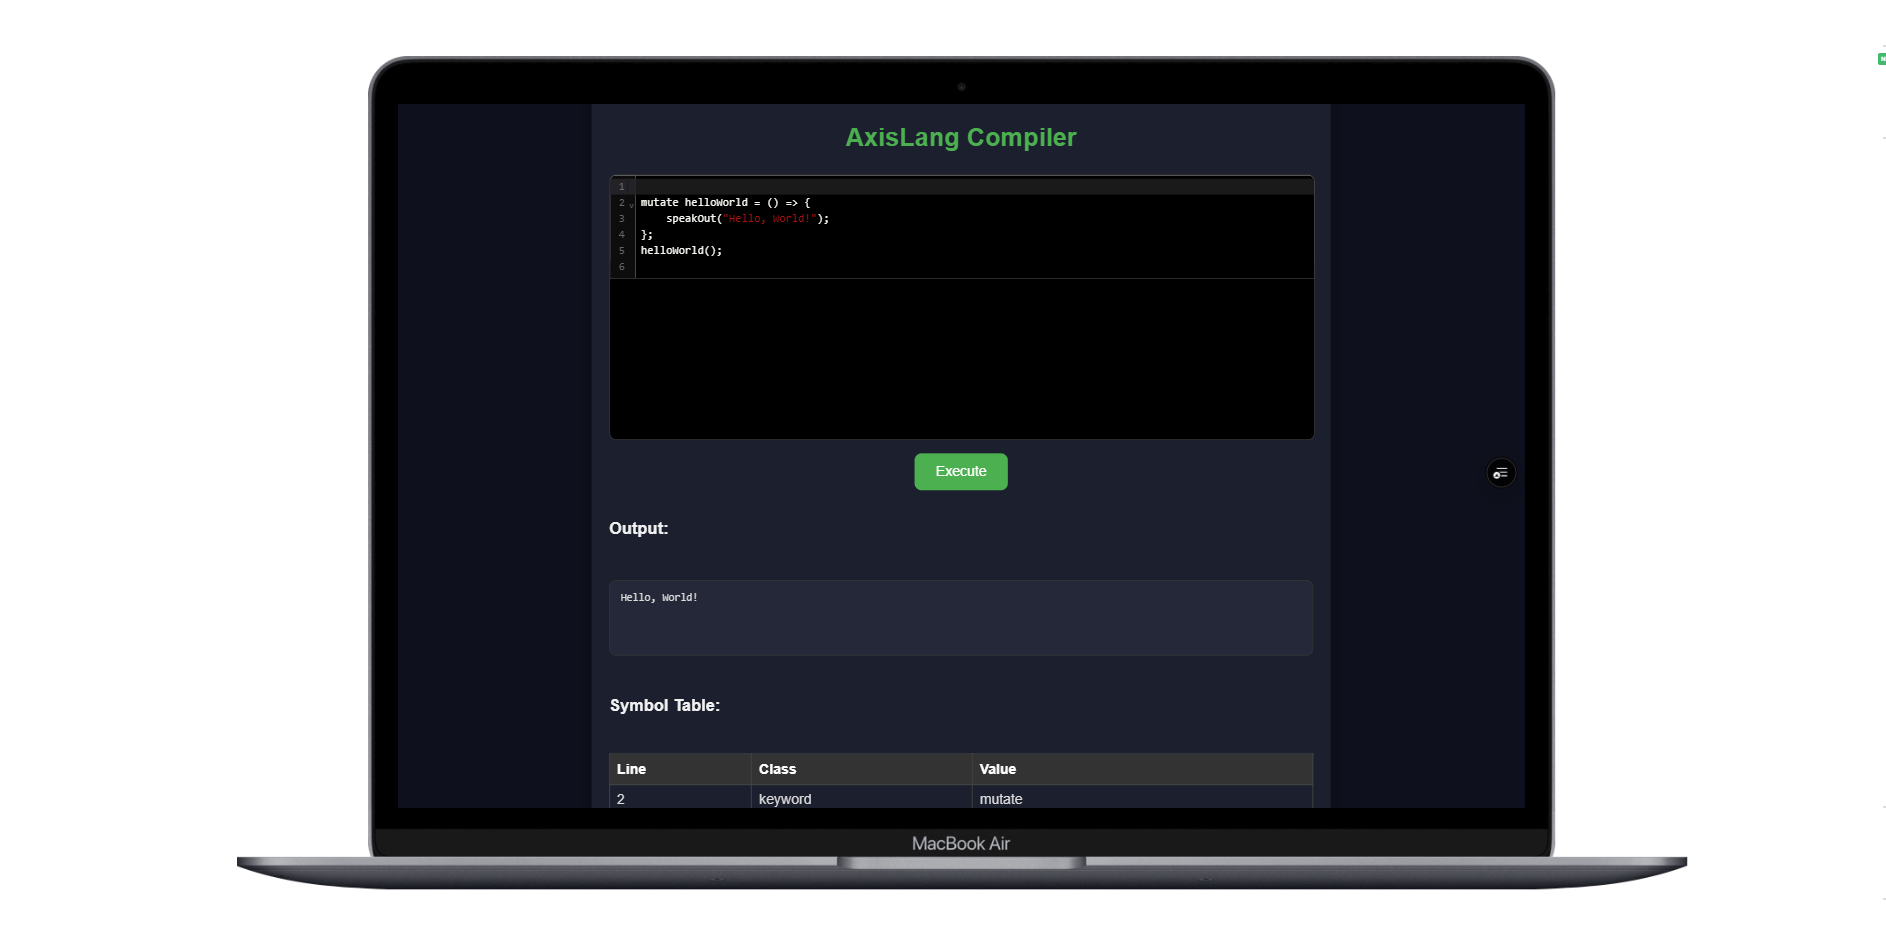 AxisLang Compiler
1
2 mutate helloWorld = () => {
3 speakOut("Hello, World!");
4 };
5 helloWorld();
6
Execute
Output:
Hello, World!
Symbol Table:
Line Class Value
2 keyword mutate
MacBook Air